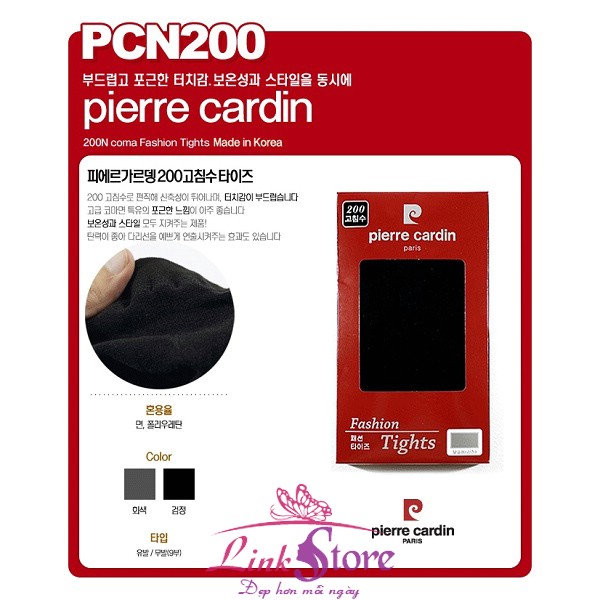 PCN200
부드럽고 포근한 터치감. 보온성과 스타일을 동시에
pierre cardin
200N coma Fashion Tights Made in Korea
피에르가르뎅 200고침수 타이즈
200 고침수로 편직해 신축성이 뛰어나며, 터치감이 부드럽습니다
고급 코마면 특유의 포근한 느낌이 아주 좋습니다
보온성과 스타일 모두 지켜주는 제품!
탄력이 좋아 다리선을 예쁘게 연출시켜주는 효과도 있습니다
혼용율
면, 폴리우레탄
Color
회색 검정
타입
유발 / 무발(9부)
200
고침수
pierre cardin
paris
Fashion
패션
타이즈
Tights
pierre cardin
PARIS
Link Store
Đẹp hơn mỗi ngày